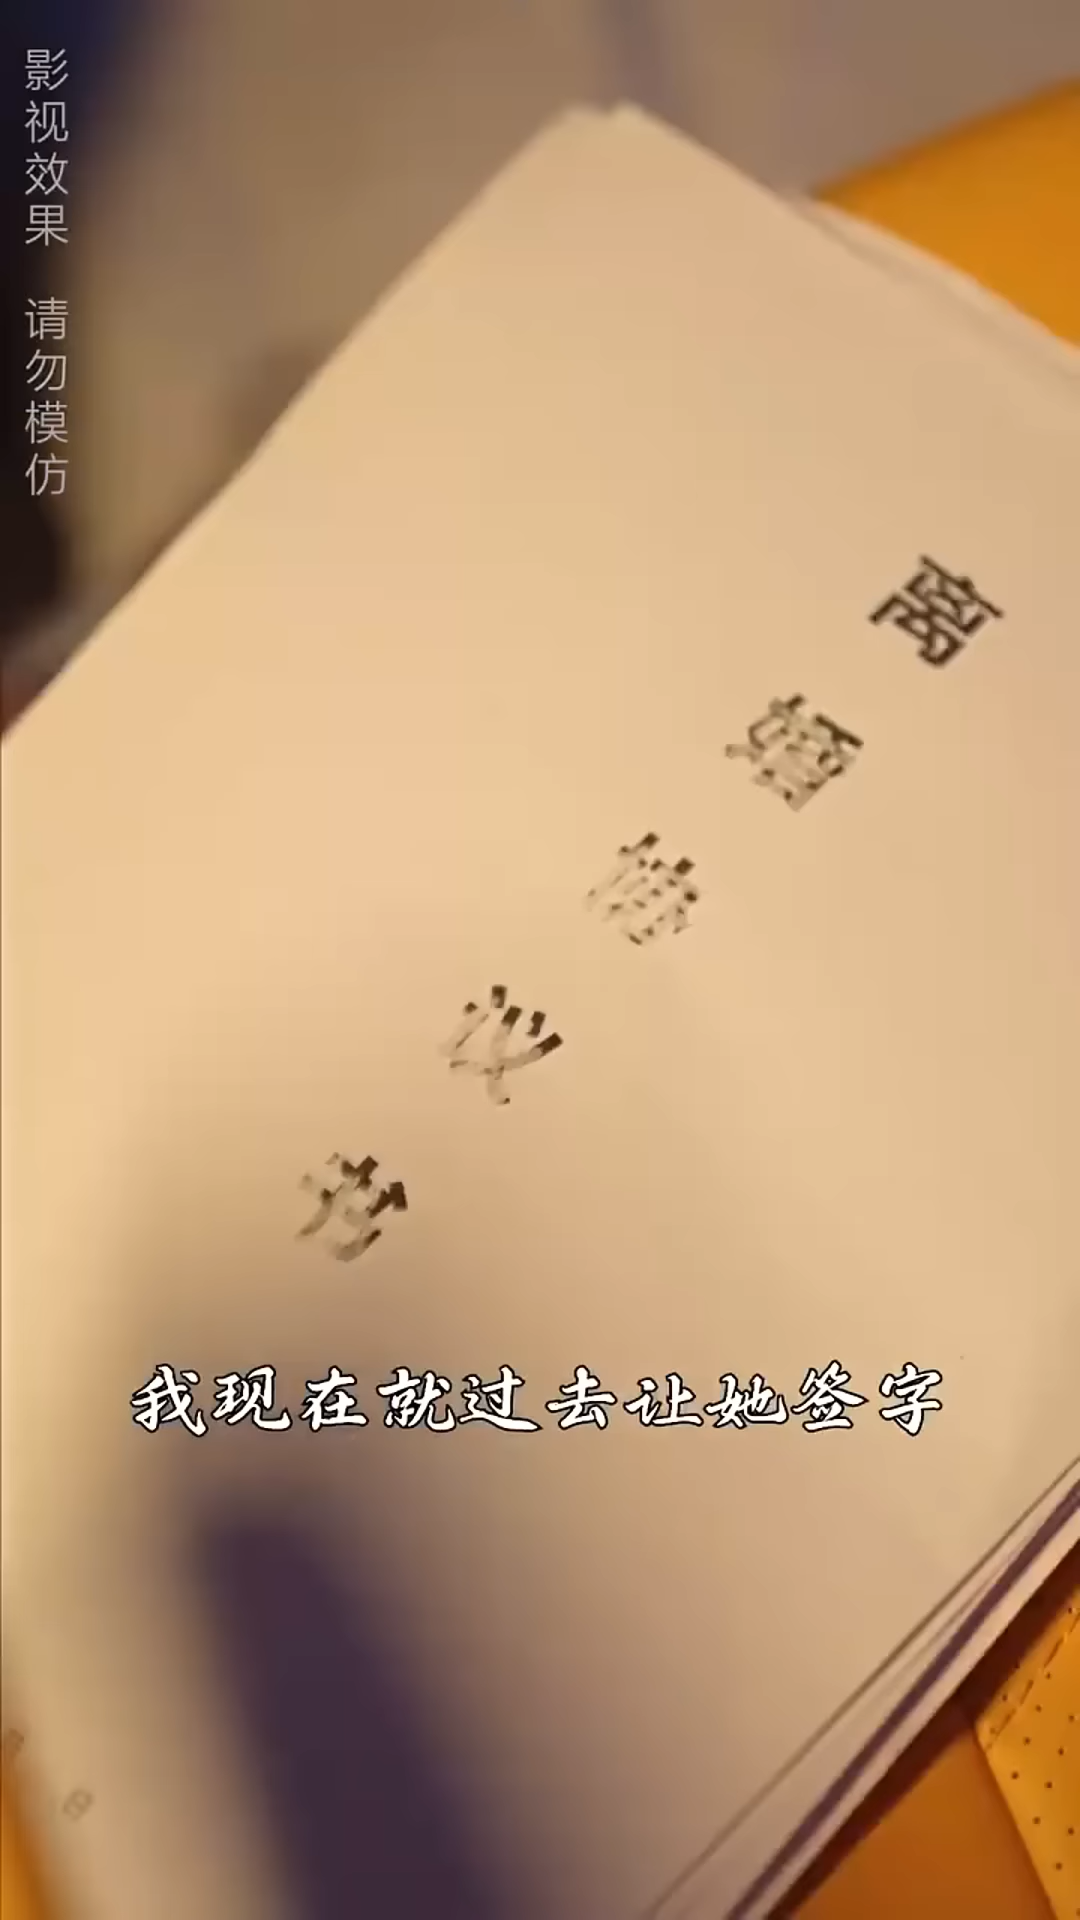 影视效果 请勿模仿
离婚协议书
我现在就过去让她签字